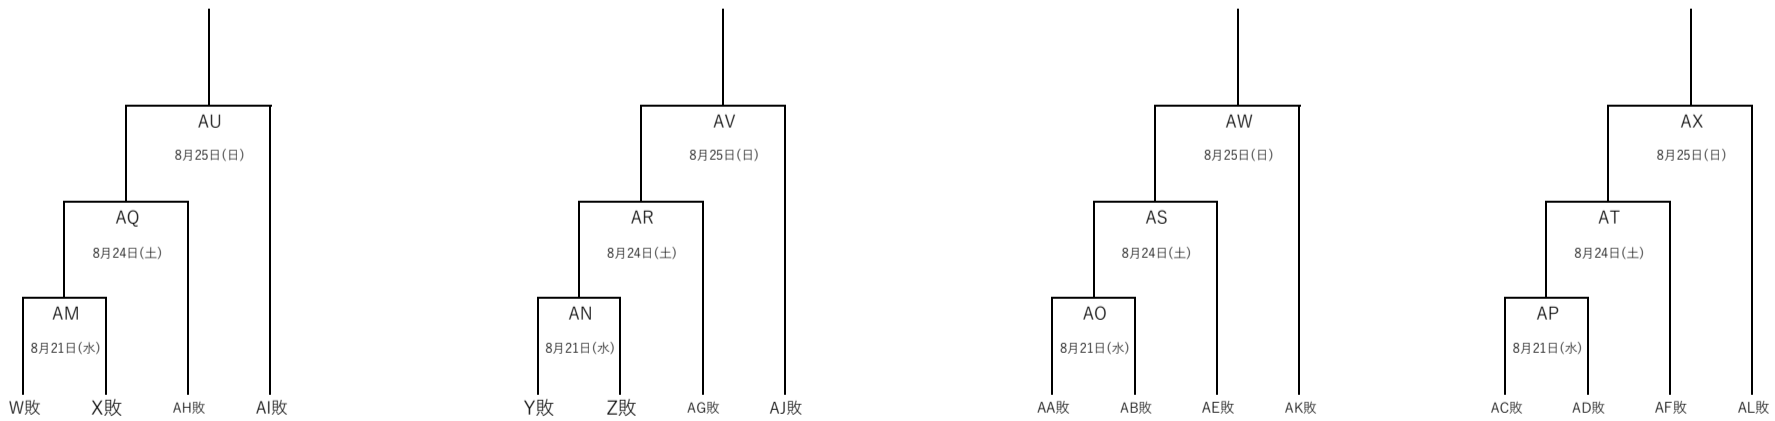 AU
AV
AW
AX
8月25日(日)
8月25日(日)
8月25日(日)
8月25日(日)
AQ
AR
AS
AT
8月24日(土)
8月24日(土)
8月24日(土)
8月24日(土)
AM
AN
AO
AP
8月21日(水)
8月21日(水)
8月21日(水)
8月21日(水)
W敗
X敗
AH敗
AI敗
Y敗
Z敗
AG敗
AJ敗
AA敗
AB敗
AE敗
AK敗
AC敗
AD敗
AF敗
AL敗